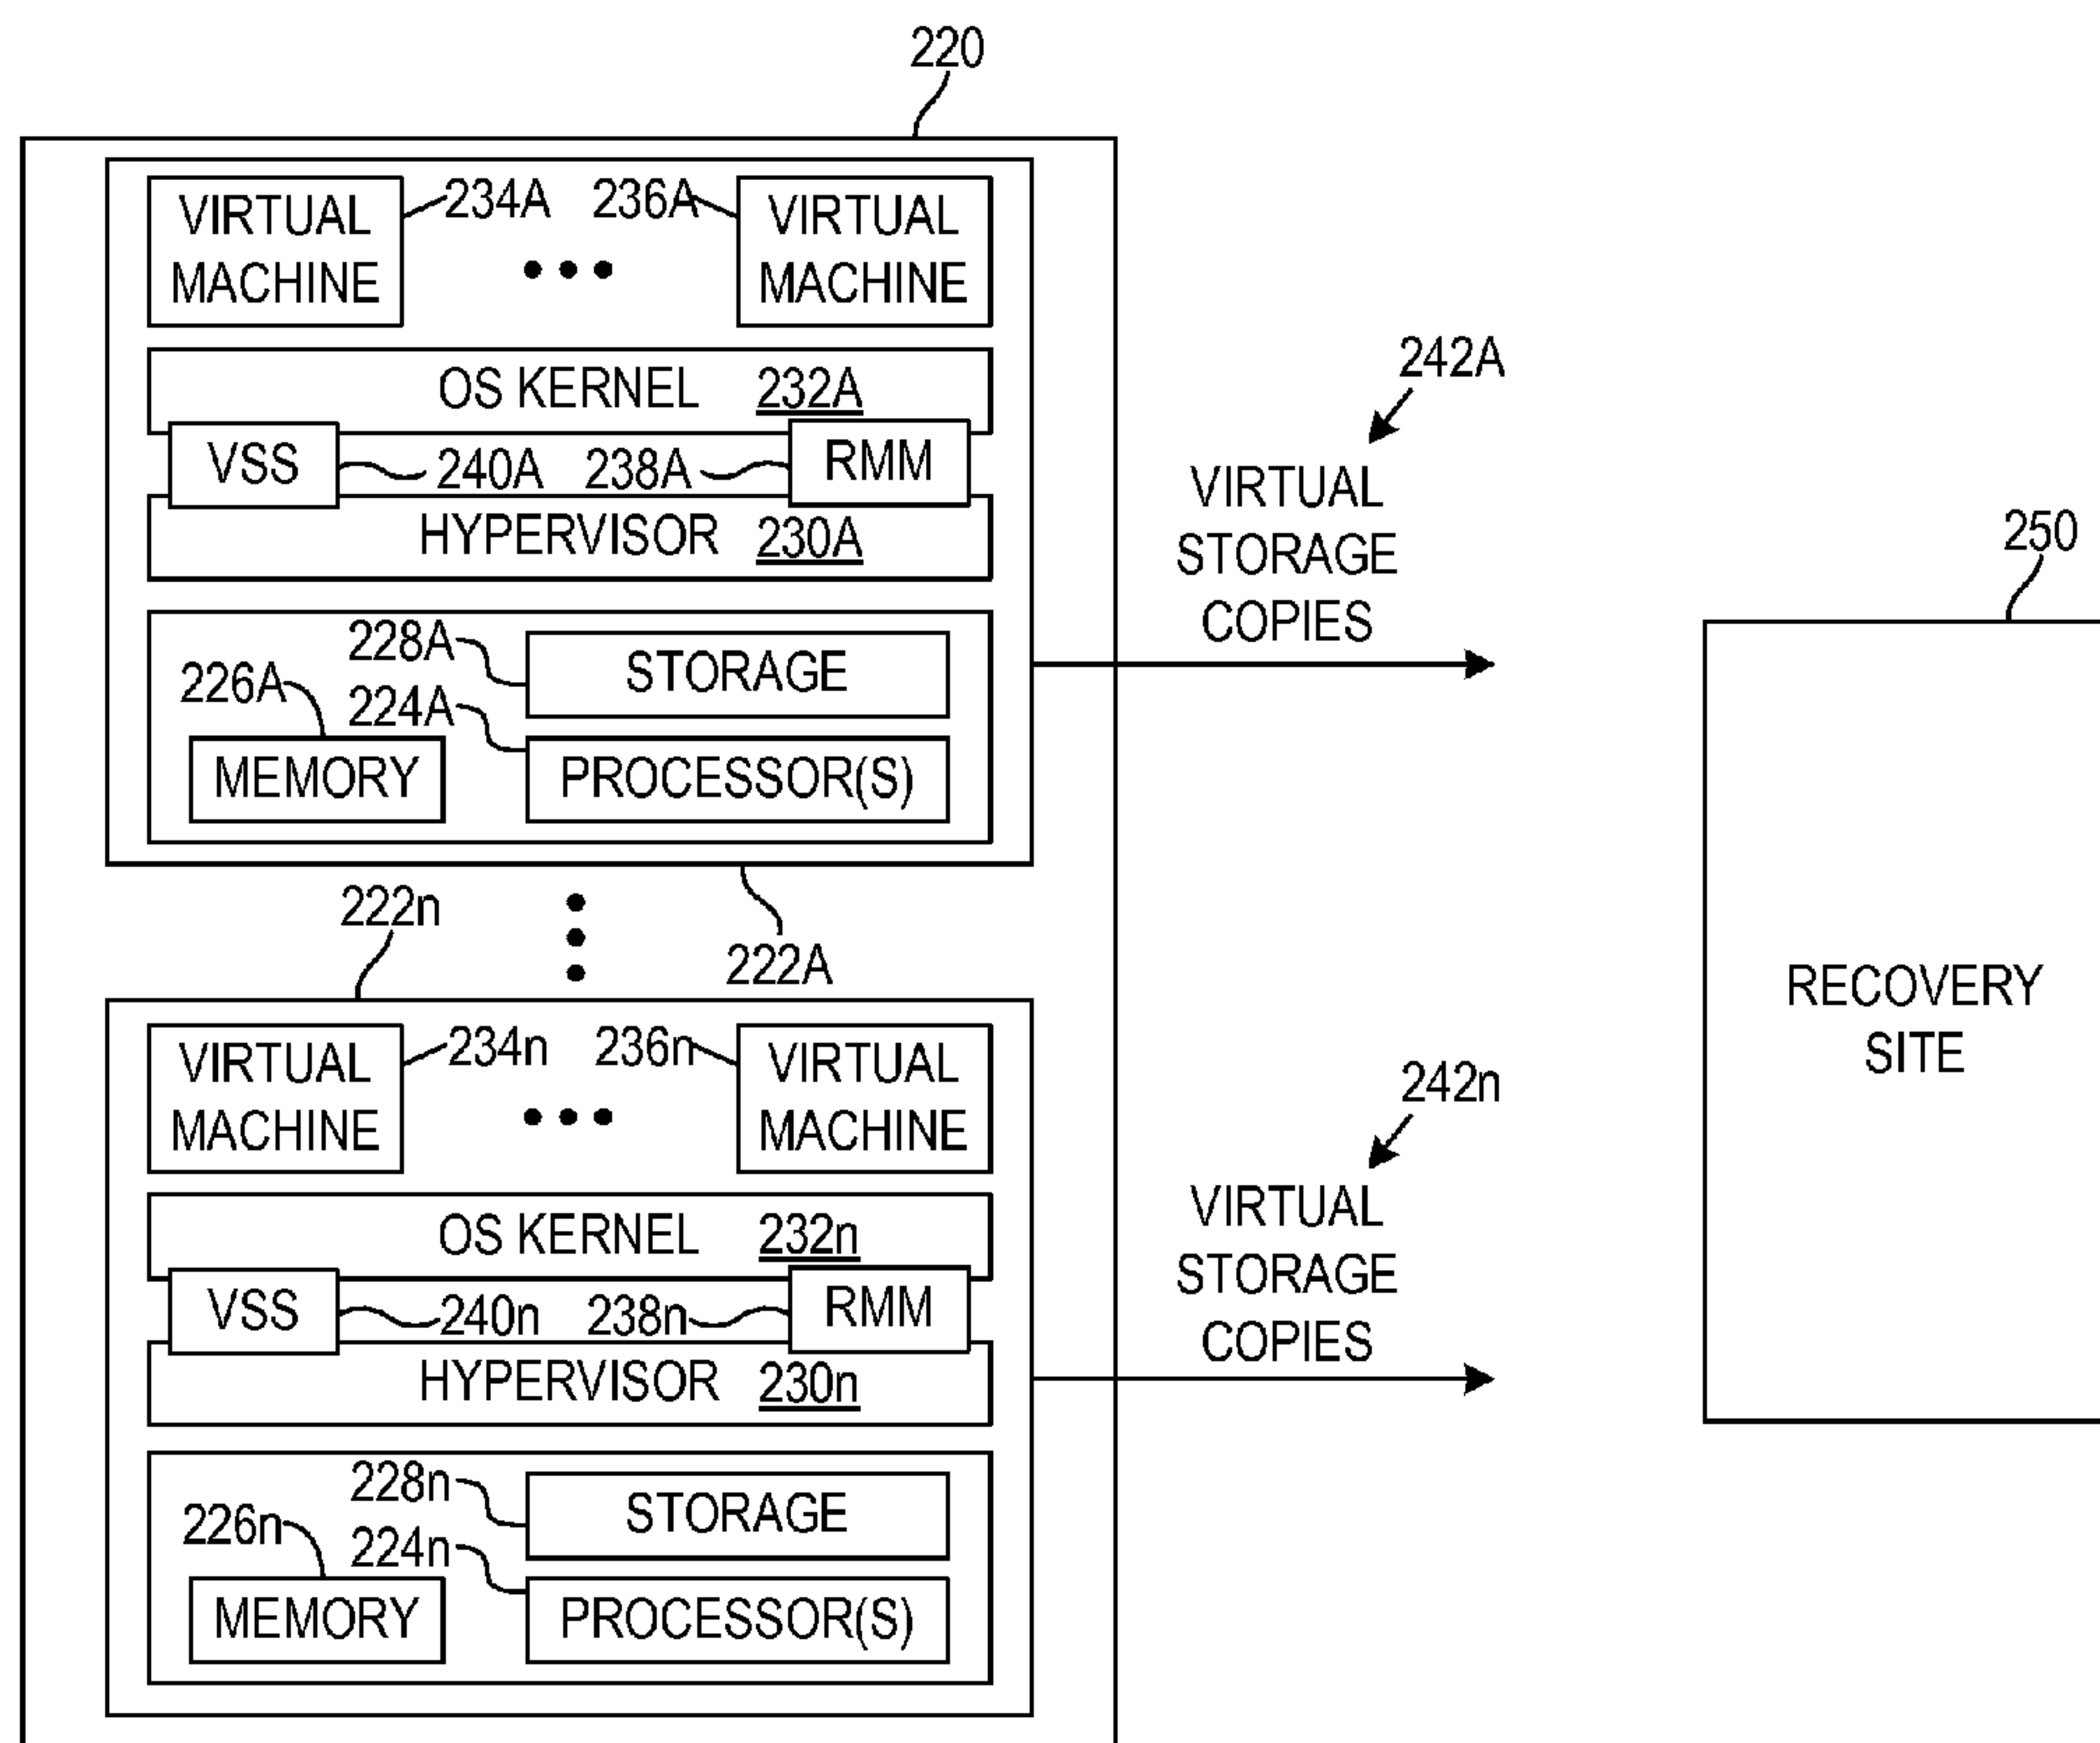 220
VIRTUAL
MACHINE
234A
236A
VIRTUAL
MACHINE
OS KERNEL 232A
VSS
240A
238A
RMM
HYPERVISOR 230A
228A
STORAGE
226A
224A
MEMORY
PROCESSOR(S)
222n
222A
VIRTUAL
MACHINE
234n
236n
VIRTUAL
MACHINE
OS KERNEL 232n
VSS
240n
238n
RMM
HYPERVISOR 230n
228n
STORAGE
226n
224n
MEMORY
PROCESSOR(S)
242A
VIRTUAL
STORAGE
COPIES
242n
VIRTUAL
STORAGE
COPIES
250
RECOVERY
SITE